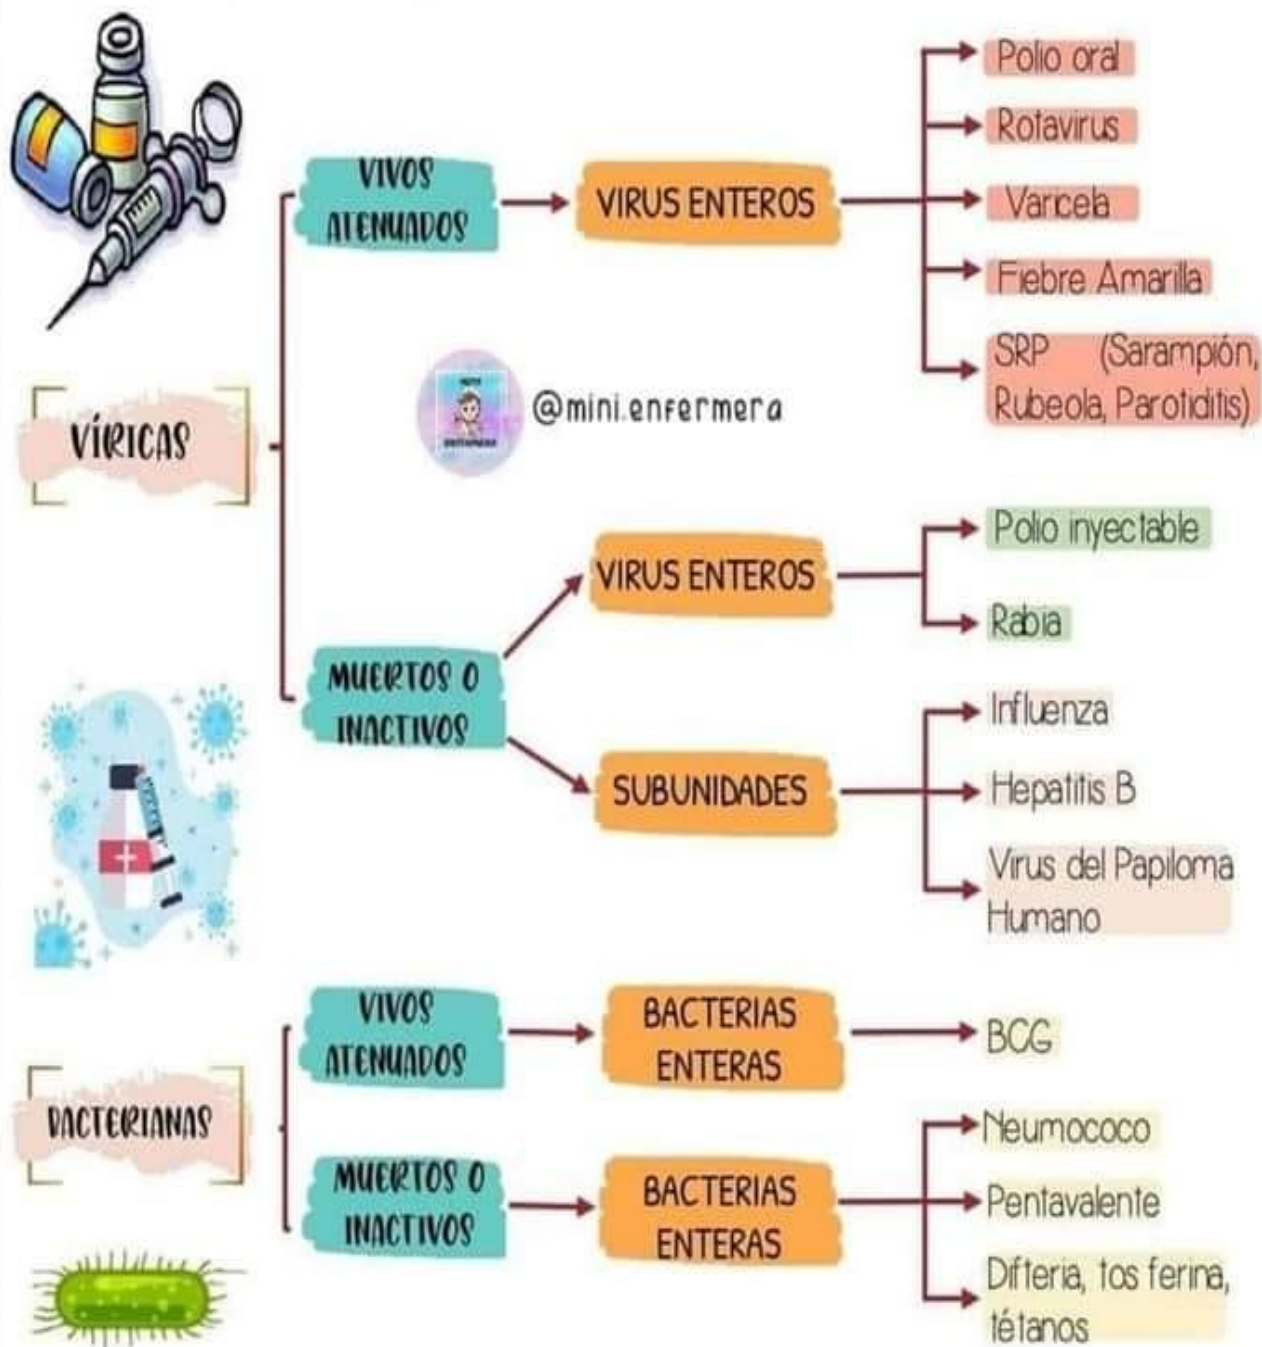 VÍRICAS
VIVOS
ATENUADOS
VIRUS ENTEROS
Polio oral
Rotavirus
Varicela
Fiebre Amarilla
SRP (Sarampión,
Rubeola, Parotiditis)
@mini.enfermera
MUERTOS O
INACTIVOS
VIRUS ENTEROS
Polio inyectable
Rabia
SUBUNIDADES
Influenza
Hepatitis B
Virus del Papiloma
Humano
BACTERIANAS
VIVOS
ATENUADOS
BACTERIAS
ENTERAS
BCG
MUERTOS O
INACTIVOS
BACTERIAS
ENTERAS
Neumococo
Pentavalente
Difteria, tos ferina,
tétanos